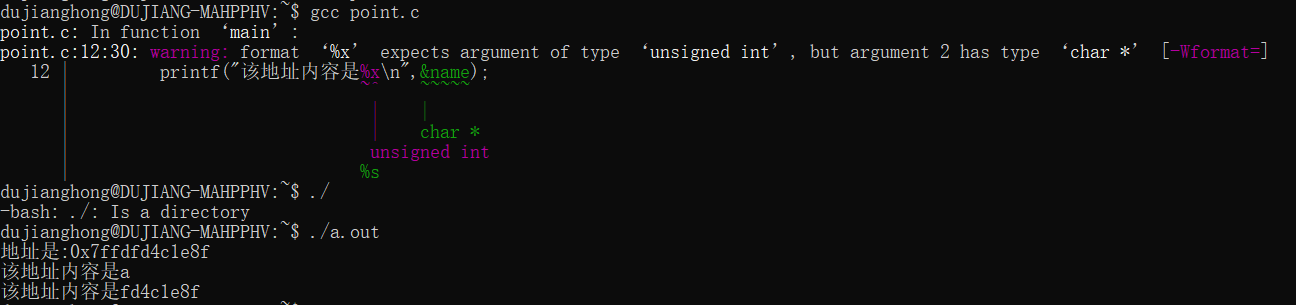 dujianghong@DUJIANG-MAHPPHV:~$ gcc point.c
point.c: In function ‘main’:
point.c:12:30: warning: format ‘%x’ expects argument of type ‘unsigned int’, but argument 2 has type ‘char *’ [-Wformat=]
12 | printf("该地址内容是%x\n",&name);
| ~^ ~~~~~
| | |
| | char *
| unsigned int
| %s
dujianghong@DUJIANG-MAHPPHV:~$ ./
-bash: ./: Is a directory
dujianghong@DUJIANG-MAHPPHV:~$ ./a.out
地址是:0x7ffdfd4c1e8f
该地址内容是a
该地址内容是fd4c1e8f